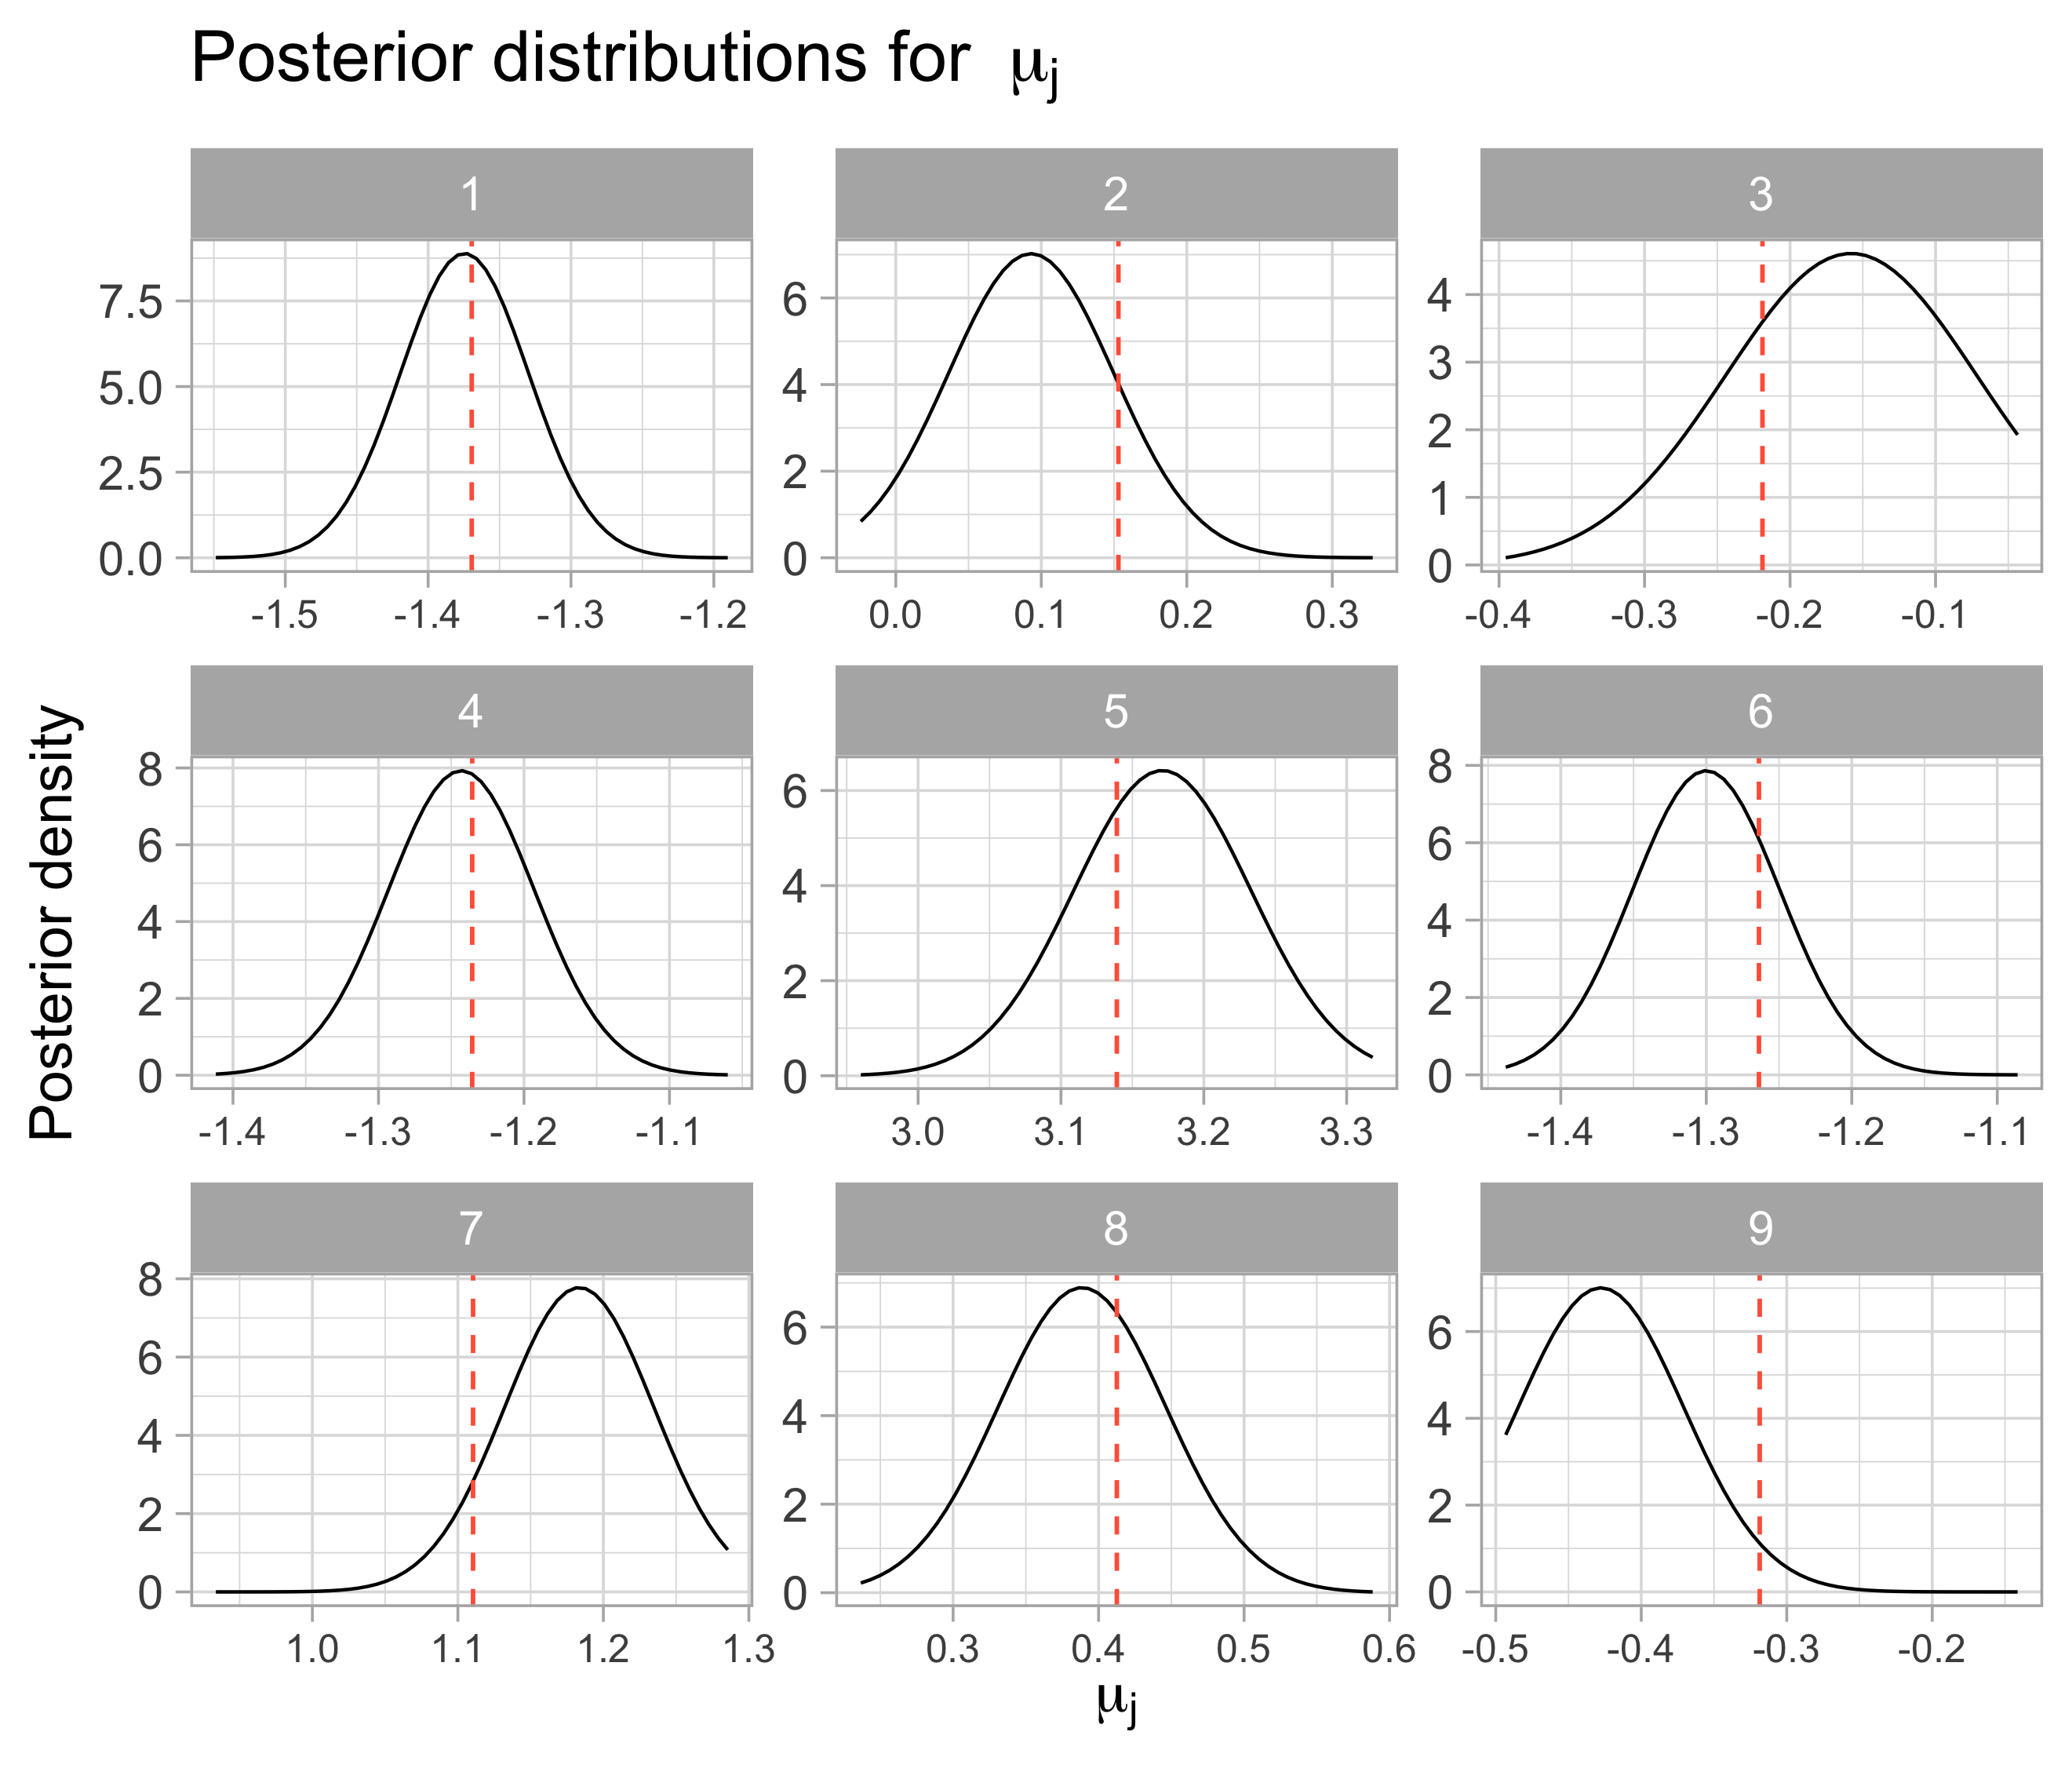 Posterior distributions for μj
1 2 3
7.5 5.0 2.5 0.0
6 4 2 0
4 3 2 1 0
-1.5 -1.4 -1.3 -1.2
0.0 0.1 0.2 0.3
-0.4 -0.3 -0.2 -0.1
Posterior density
4 5 6
8 6 4 2 0
6 4 2 0
8 6 4 2 0
-1.4 -1.3 -1.2 -1.1
3.0 3.1 3.2 3.3
-1.4 -1.3 -1.2 -1.1
7 8 9
8 6 4 2 0
6 4 2 0
6 4 2 0
1.0 1.1 1.2 1.3
0.3 0.4 0.5 0.6
-0.5 -0.4 -0.3 -0.2
μj